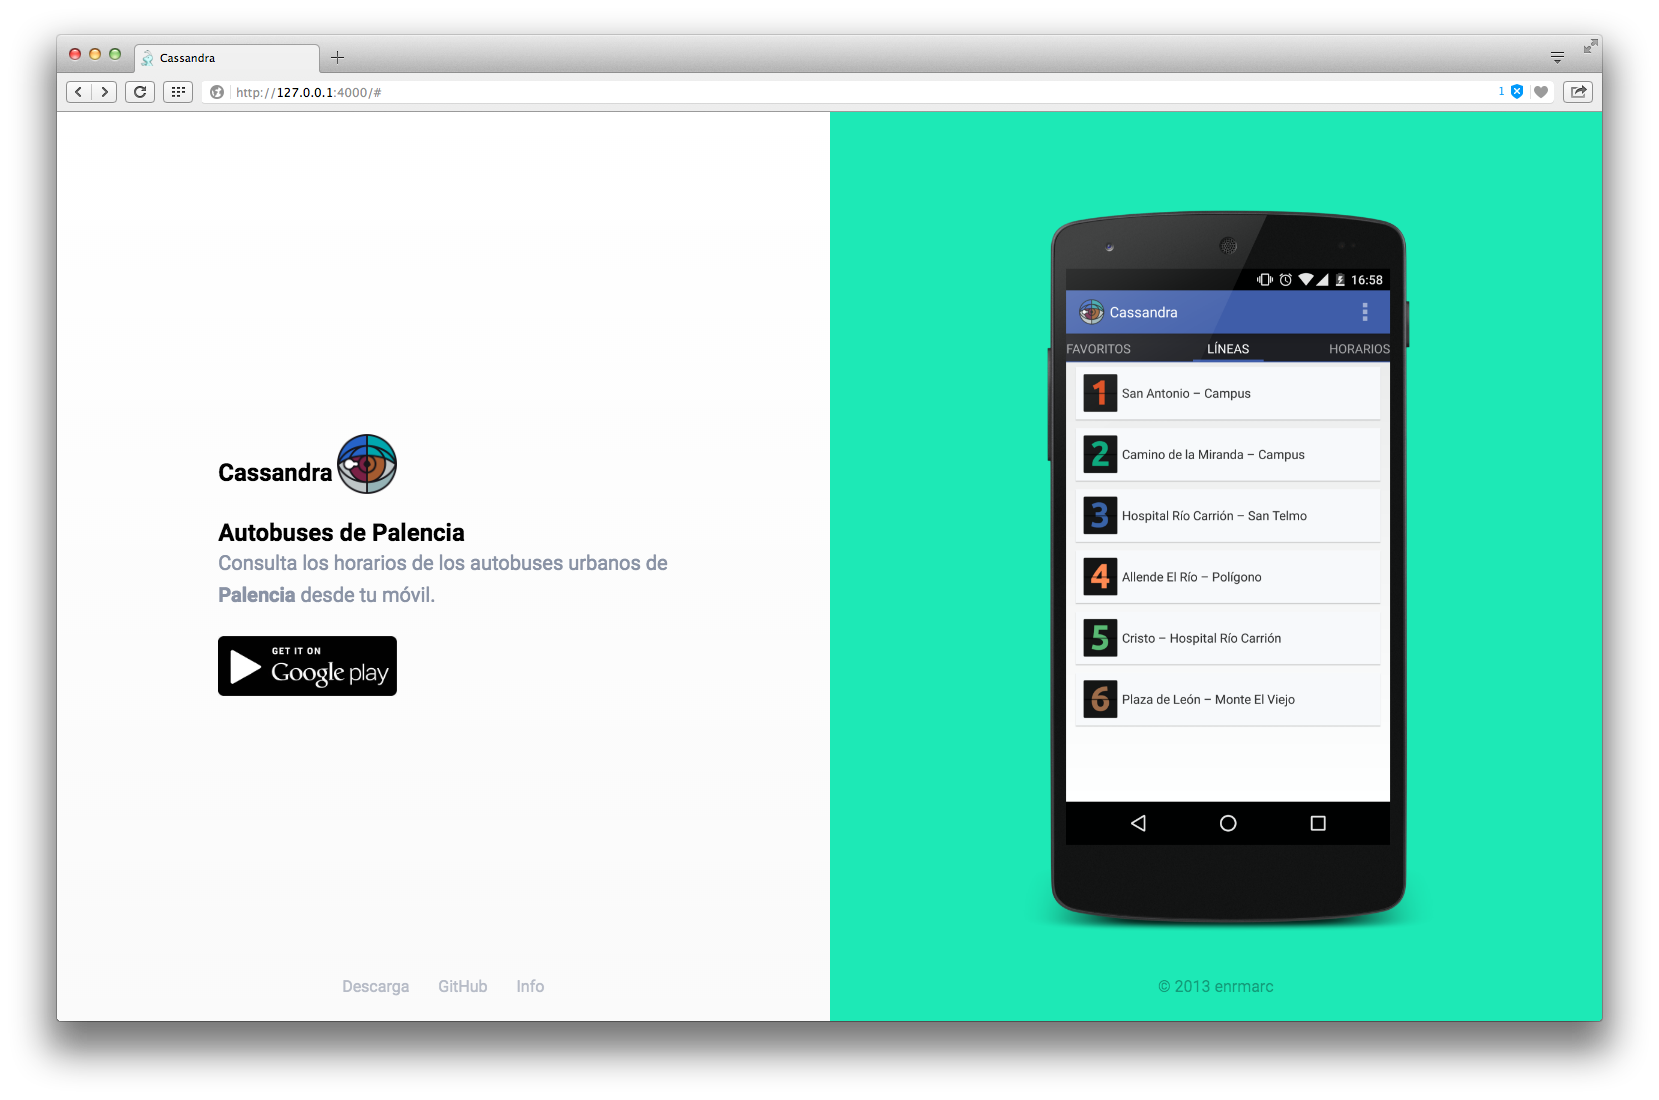 Cassandra
http://127.0.0.1:4000/#
1
Cassandra
Autobuses de Palencia
Consulta los horarios de los autobuses urbanos de
Palencia desde tu móvil.
GET IT ON
Google play
Descarga GitHub Info
16:58
Cassandra
FAVORITOS LÍNEAS HORARIOS
1 San Antonio – Campus
2 Camino de la Miranda – Campus
3 Hospital Río Carrión – San Telmo
4 Allende El Río – Polígono
5 Cristo – Hospital Río Carrión
6 Plaza de León – Monte El Viejo
© 2013 enrmarc